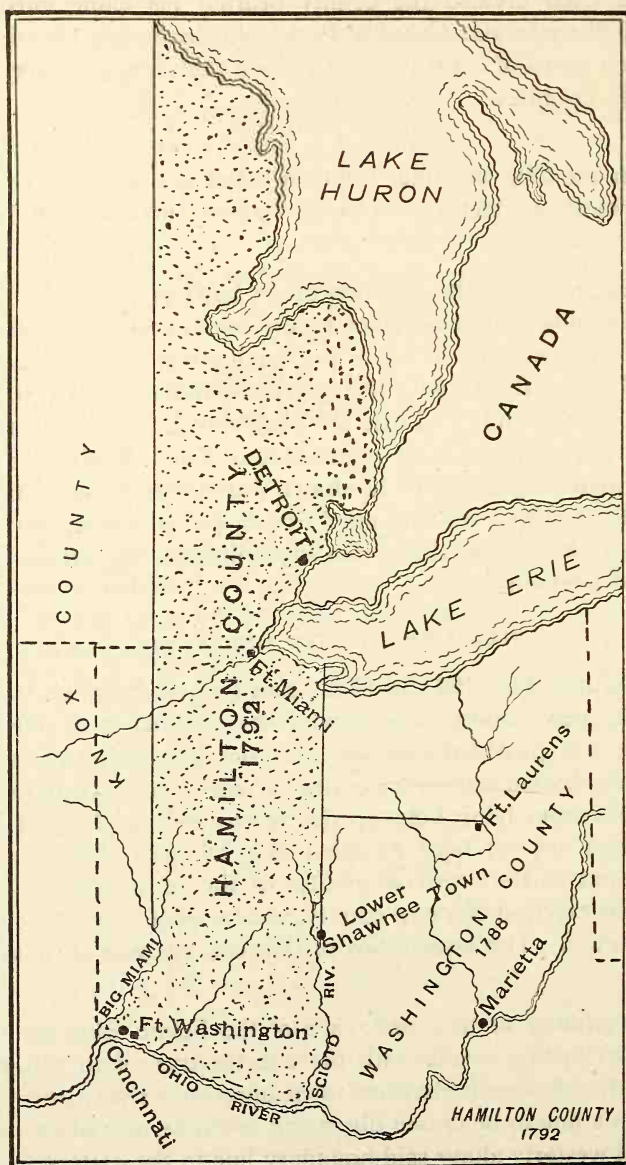 LAKE
HURON
CANADA
COUNTY
DETROIT
LAKE ERIE
KNOX
HAMILTON COUNTY
1792
Ft. Miami
Ft. Laurens
Lower
Shawnee Town
WASHINGTON COUNTY
1788
Marietta
BIG MIAMI
Ft. Washington
Cincinnati
OHIO
RIVER
SCIOTO RIV.
HAMILTON COUNTY
1792